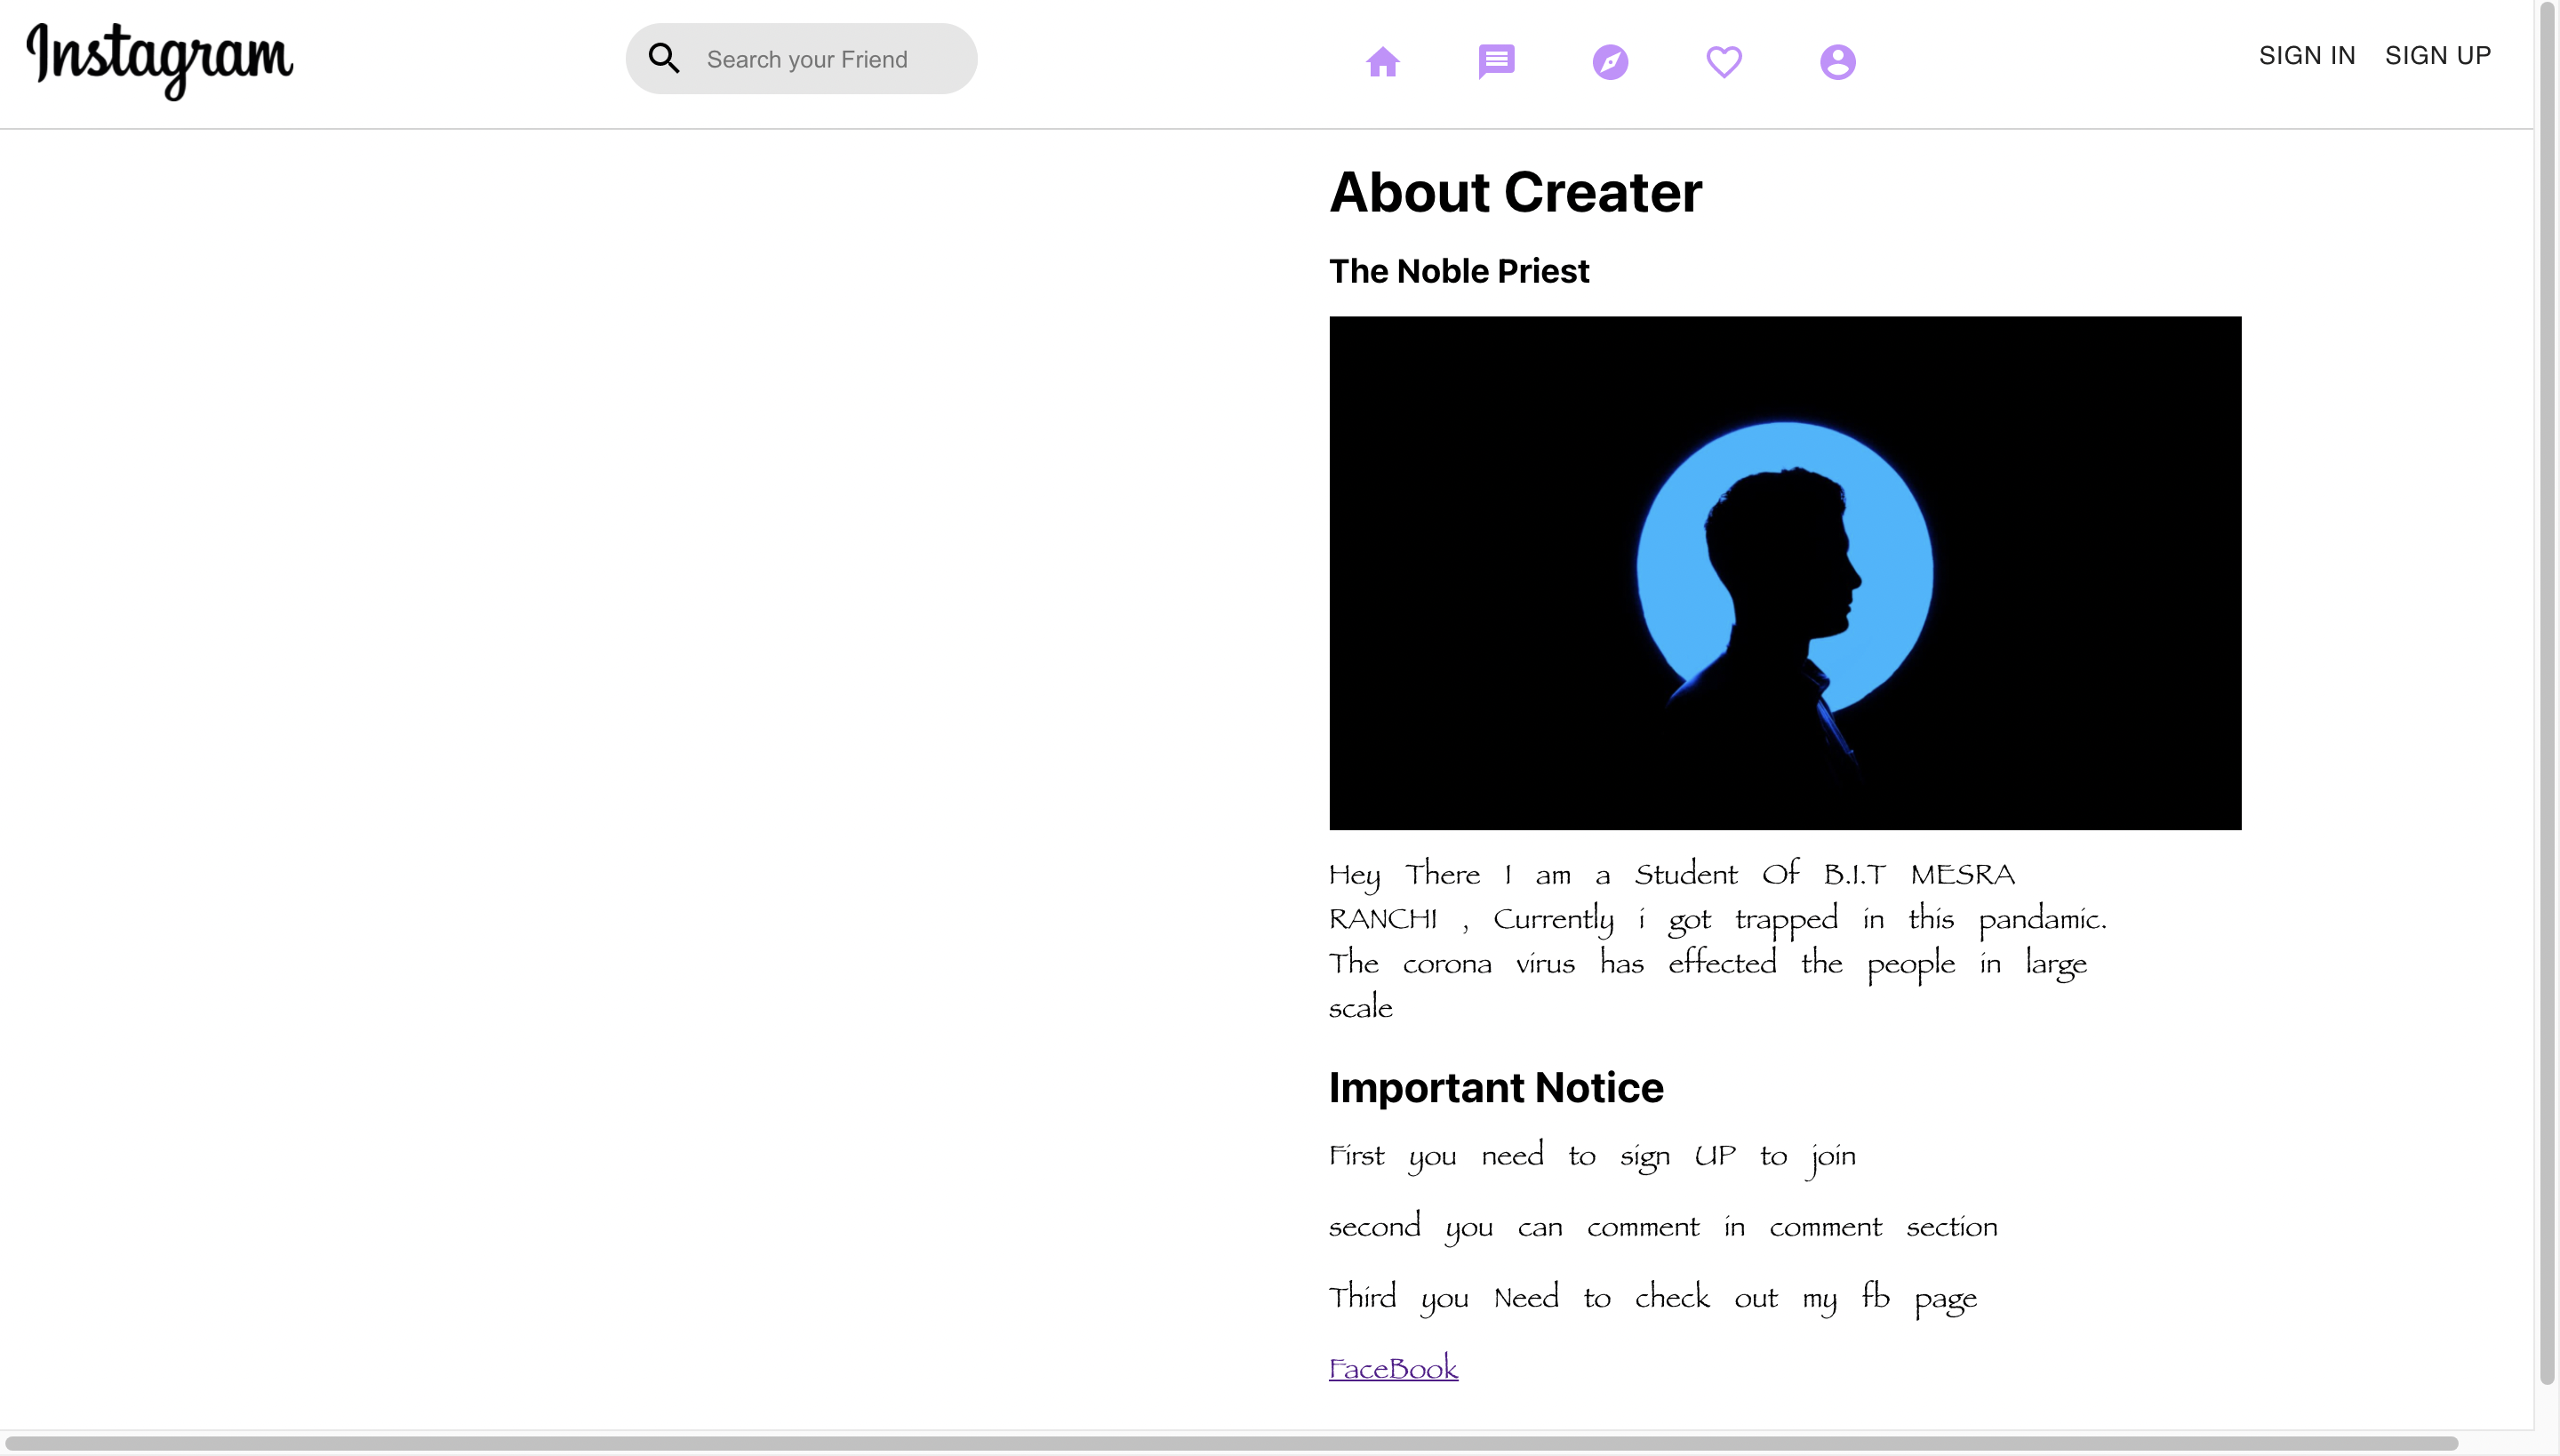 Instagram
Search your Friend
SIGN IN SIGN UP
About Creater
The Noble Priest
Hey There I am a Student Of B.I.T MESRA
RANCHI , Currently i got trapped in this pandamic.
The corona virus has effected the people in large
scale
Important Notice
First you need to sign UP to join
second you can comment in comment section
Third you Need to check out my fb page
FaceBook